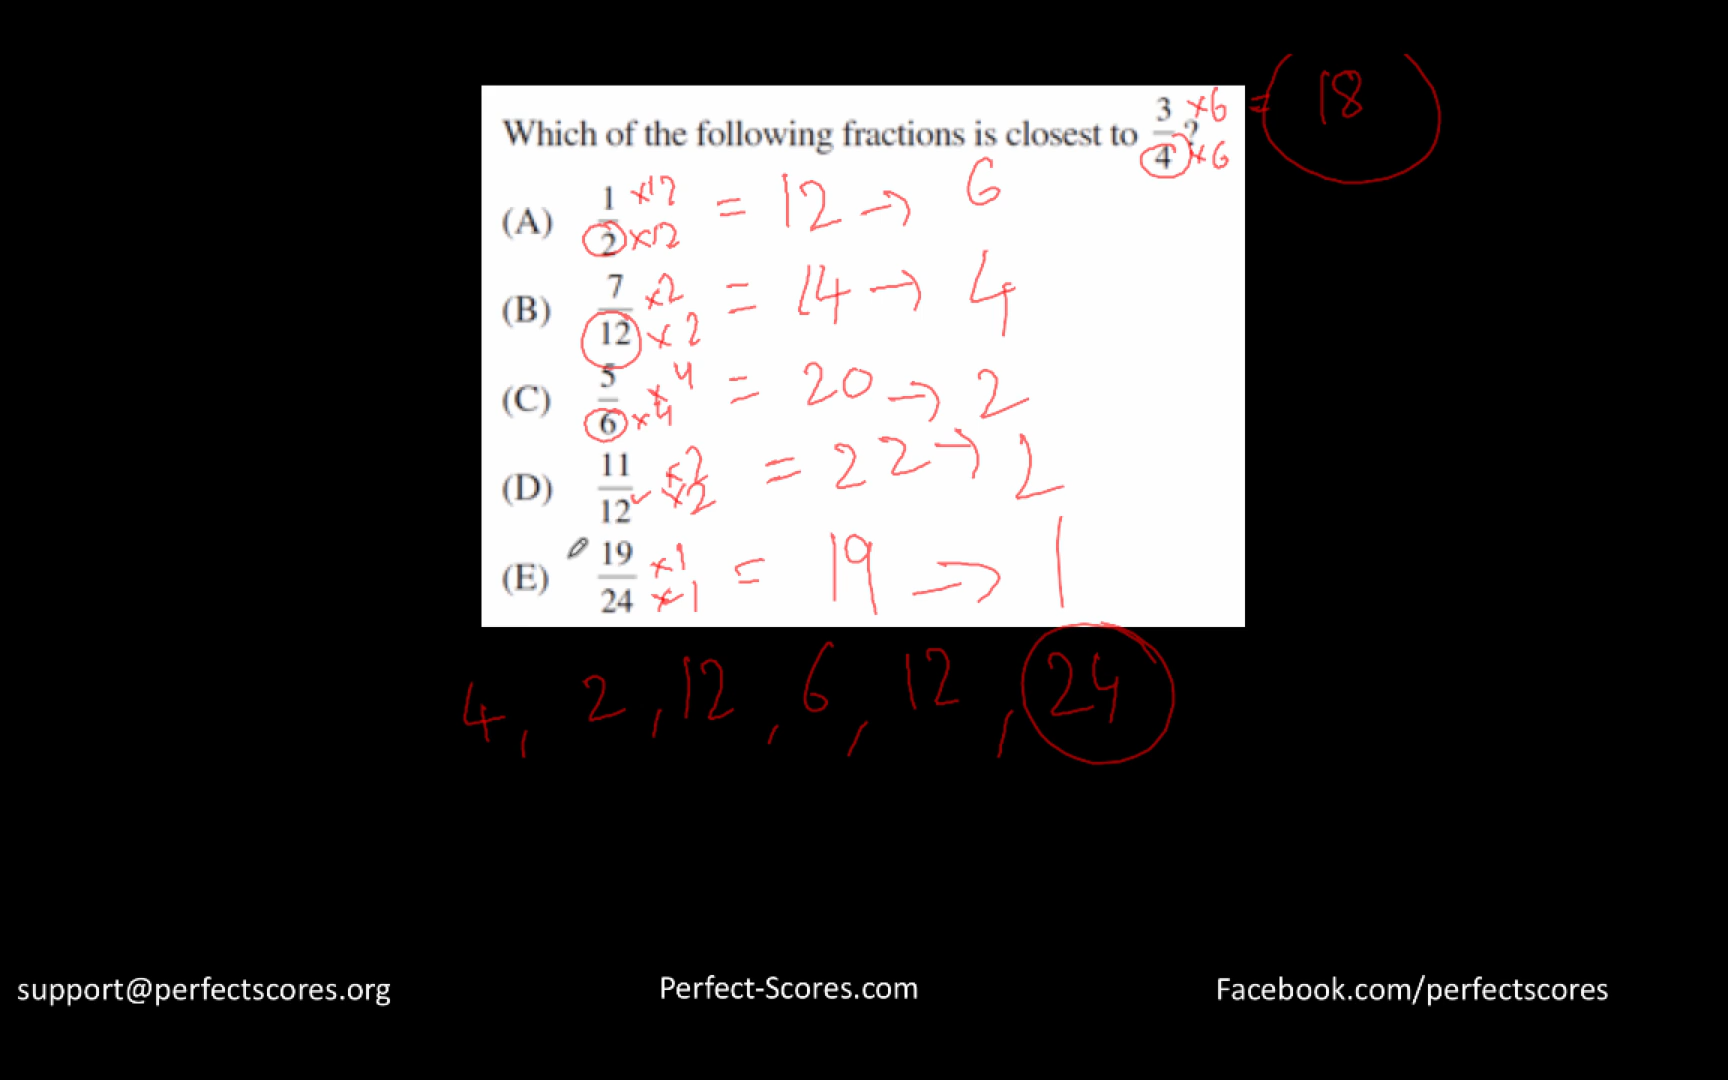 Which of the following fractions is closest to 3/4 ? ×6 ×6 = 18
(A) 1/2 ×12 ×12 = 12 → 6
(B) 7/12 ×2 ×2 = 14 → 4
(C) 5/6 ×4 ×4 = 20 → 2
(D) 11/12 ×2 ×2 = 22 → 2
(E) 19/24 ×1 ×1 = 19 → 1
4, 2, 12, 6, 12, 24
support@perfectscores.org
Perfect-Scores.com
Facebook.com/perfectscores